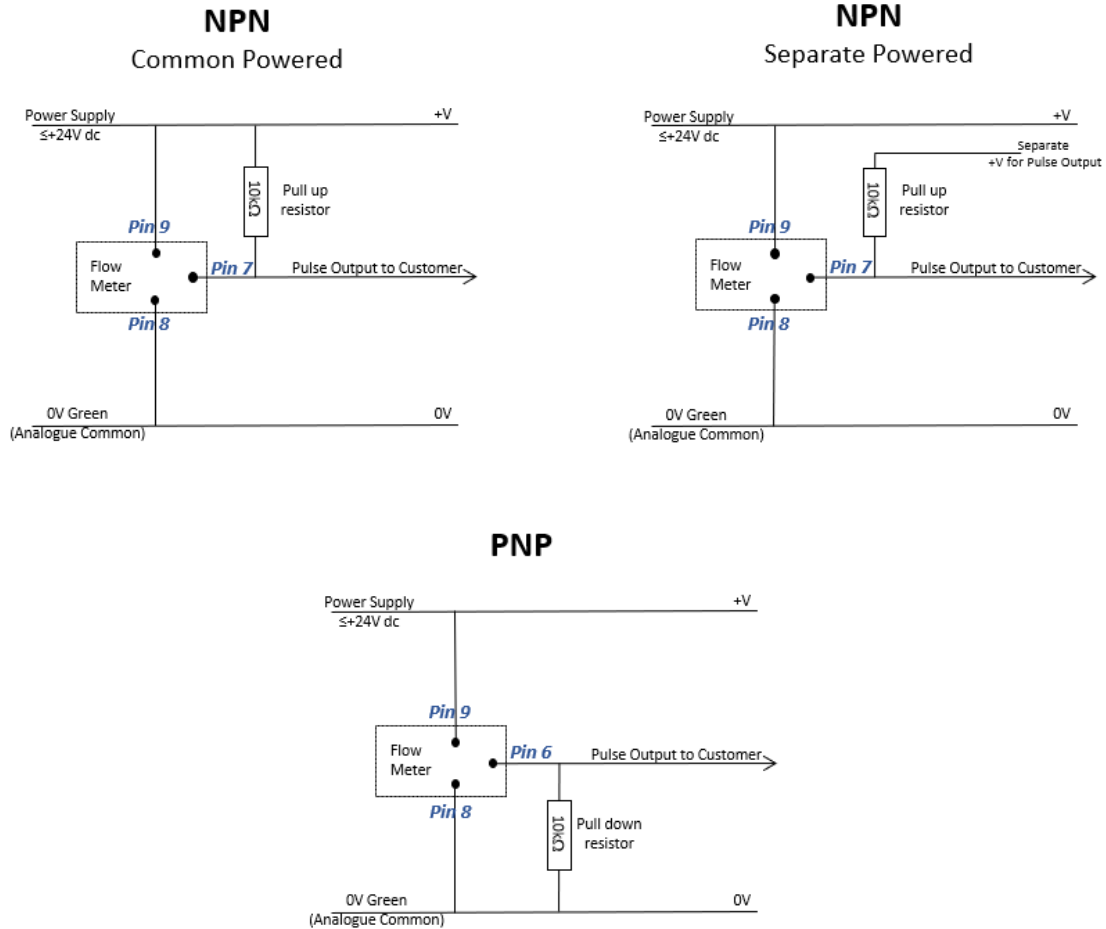 NPN
Common Powered
Power Supply
≤+24V dc
+V
10kΩ
Pull up
resistor
Pin 9
Flow
Meter
Pin 7
Pulse Output to Customer
Pin 8
0V Green
(Analogue Common)
0V
NPN
Separate Powered
Power Supply
≤+24V dc
+V
Separate
+V for Pulse Output
10kΩ
Pull up
resistor
Pin 9
Flow
Meter
Pin 7
Pulse Output to Customer
Pin 8
0V Green
(Analogue Common)
0V
PNP
Power Supply
≤+24V dc
+V
Pin 9
Flow
Meter
Pin 6
Pulse Output to Customer
Pin 8
10kΩ
Pull down
resistor
0V Green
(Analogue Common)
0V